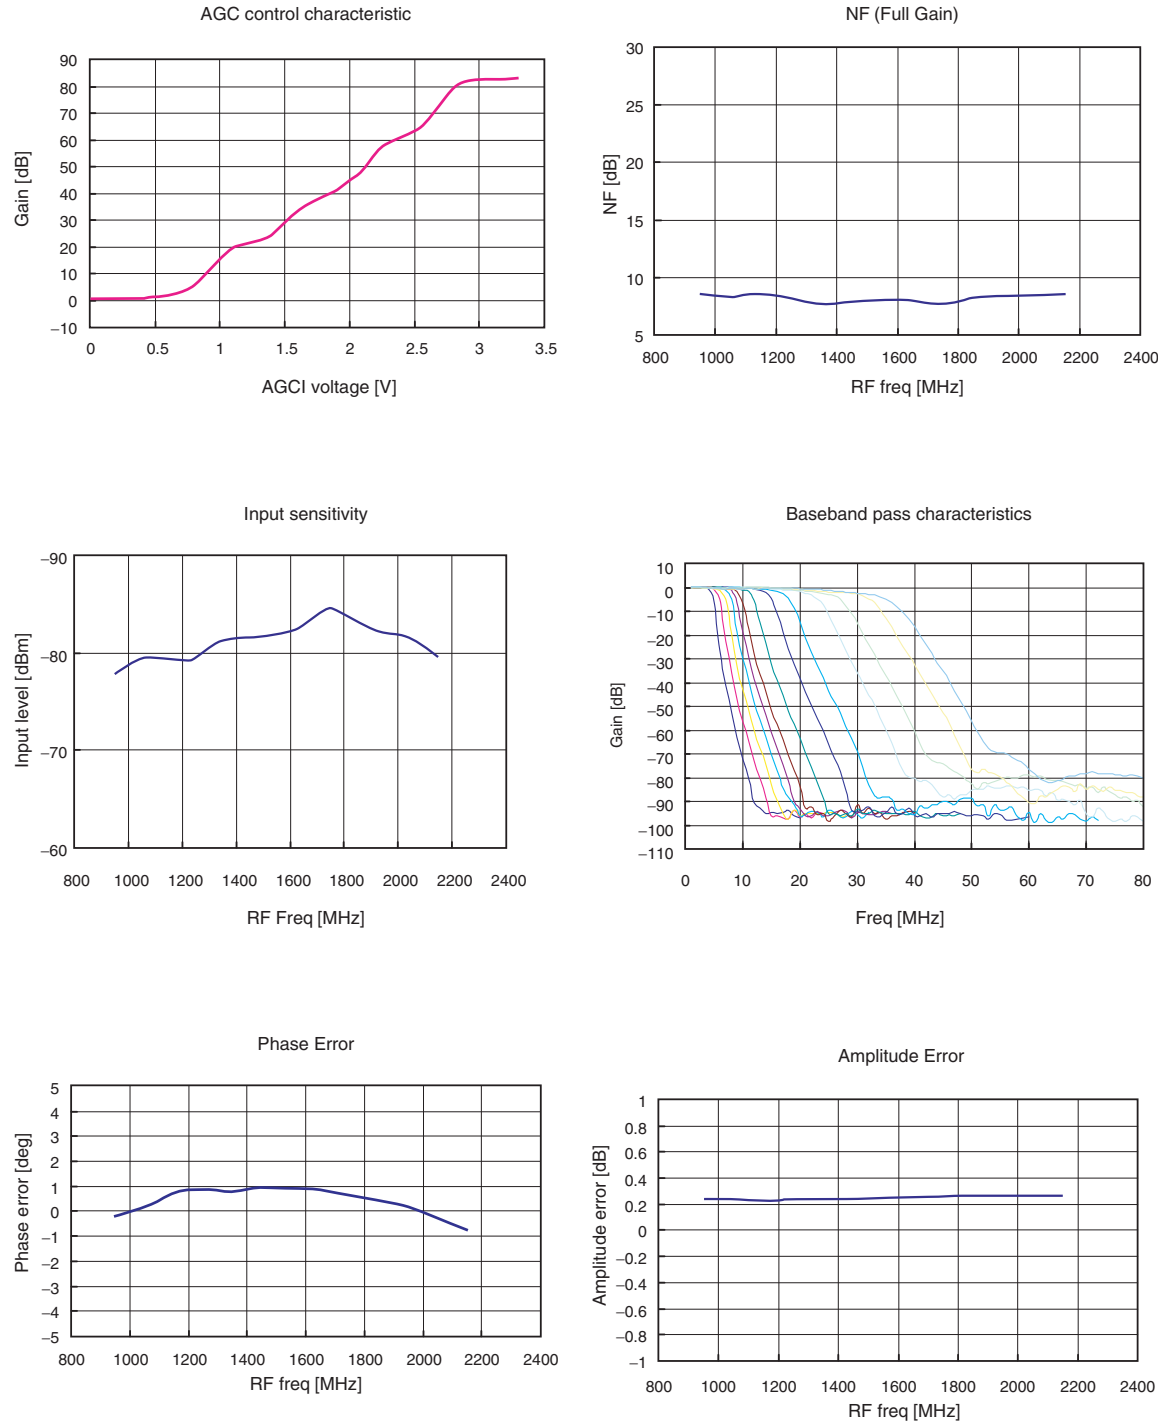 AGC control characteristic
90
80
70
60
50
40
30
20
10
0
−10
Gain [dB]
0 0.5 1 1.5 2 2.5 3 3.5
AGCI voltage [V]
NF (Full Gain)
30
25
20
15
10
5
NF [dB]
800 1000 1200 1400 1600 1800 2000 2200 2400
RF freq [MHz]
Input sensitivity
−90
−80
−70
−60
Input level [dBm]
800 1000 1200 1400 1600 1800 2000 2200 2400
RF Freq [MHz]
Baseband pass characteristics
10
0
−10
−20
−30
−40
−50
−60
−70
−80
−90
−100
−110
Gain [dB]
0 10 20 30 40 50 60 70 80
Freq [MHz]
Phase Error
5
4
3
2
1
0
−1
−2
−3
−4
−5
Phase error [deg]
800 1000 1200 1400 1600 1800 2000 2200 2400
RF freq [MHz]
Amplitude Error
1
0.8
0.6
0.4
0.2
0
−0.2
−0.4
−0.6
−0.8
−1
Amplitude error [dB]
800 1000 1200 1400 1600 1800 2000 2200 2400
RF freq [MHz]